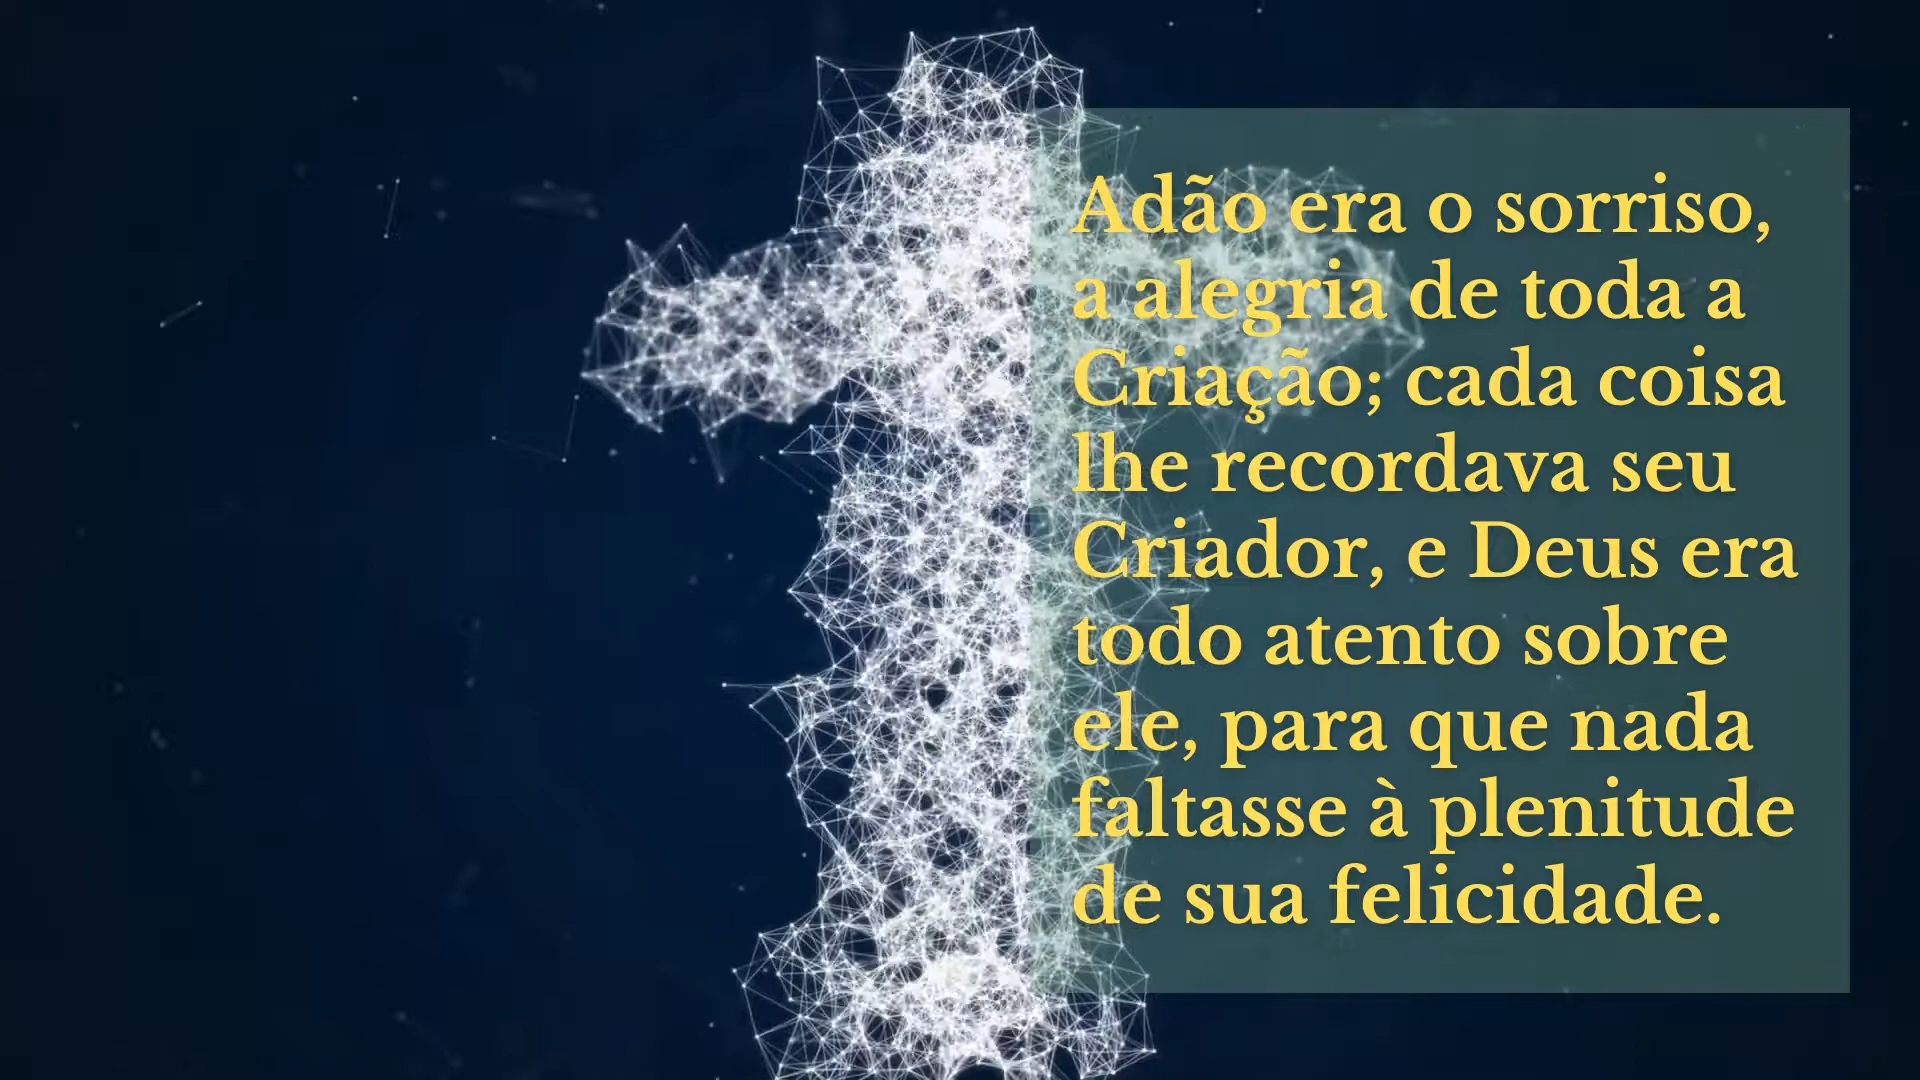 Adão era o sorriso,
a alegria de toda a
Criação; cada coisa
lhe recordava seu
Criador, e Deus era
todo atento sobre
ele, para que nada
faltasse à plenitude
de sua felicidade.